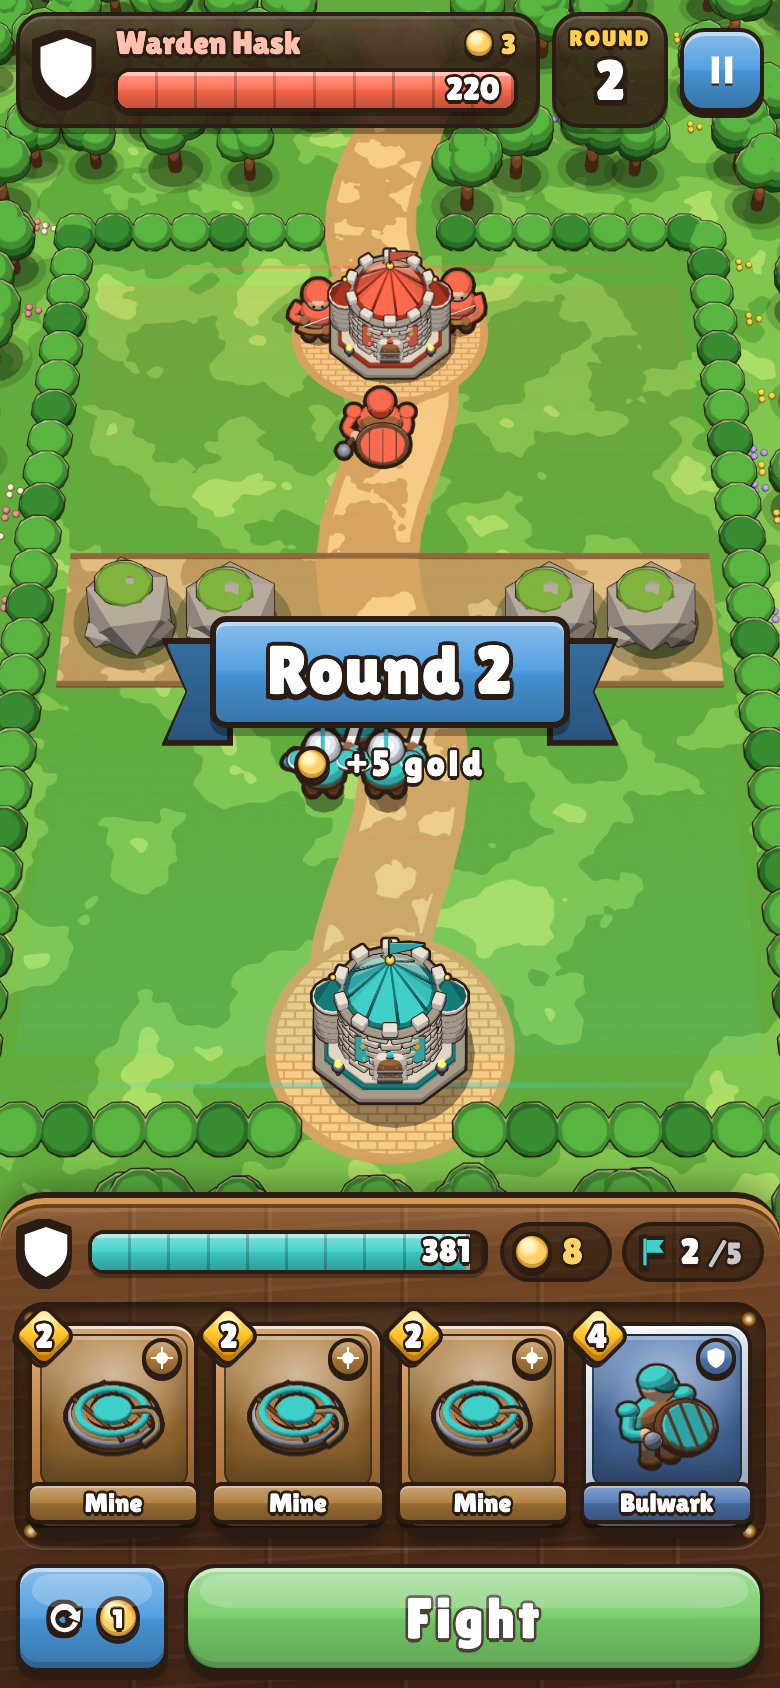 Warden Hask
3
220
ROUND
2
Round 2
+5 gold
381
8
2 /5
2
2
2
4
Mine
Mine
Mine
Bulwark
1
Fight